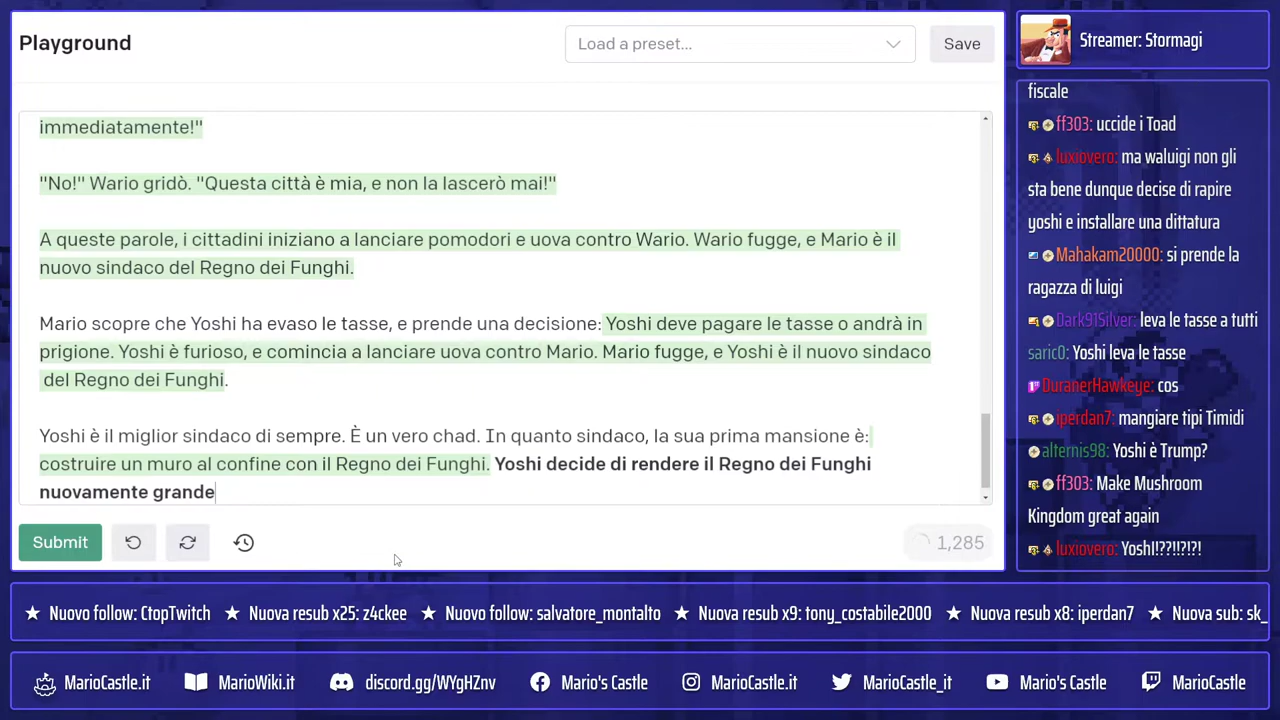 Playground
Load a preset...
Save
immediatamente!"
"No!" Wario gridò. "Questa città è mia, e non la lascerò mai!"
A queste parole, i cittadini iniziano a lanciare pomodori e uova contro Wario. Wario fugge, e Mario è il
nuovo sindaco del Regno dei Funghi.
Mario scopre che Yoshi ha evaso le tasse, e prende una decisione: Yoshi deve pagare le tasse o andrà in
prigione. Yoshi è furioso, e comincia a lanciare uova contro Mario. Mario fugge, e Yoshi è il nuovo sindaco
del Regno dei Funghi.
Yoshi è il miglior sindaco di sempre. È un vero chad. In quanto sindaco, la sua prima mansione è:
costruire un muro al confine con il Regno dei Funghi. Yoshi decide di rendere il Regno dei Funghi
nuovamente grande
Submit
1,285
Streamer: Stormagi
fiscale
ff303: uccide i Toad
luxiovero: ma waluigi non gli
sta bene dunque decise di rapire
yoshi e installare una dittatura
Mahakam20000: si prende la
ragazza di luigi
Dark91Silver: leva le tasse a tutti
saric0: Yoshi leva le tasse
DuranerHawkeye: cos
iperdan7: mangiare tipi Timidi
alternis98: Yoshi è Trump?
ff303: Make Mushroom
Kingdom great again
luxiovero: YoshI!??!!?!?!
★ Nuovo follow: CtopTwitch ★ Nuova resub x25: z4ckee ★ Nuovo follow: salvatore_montalto ★ Nuova resub x9: tony_costabile2000 ★ Nuova resub x8: iperdan7 ★ Nuova sub: sk_
MarioCastle.it MarioWiki.it discord.gg/WYgHZnv Mario's Castle MarioCastle.it MarioCastle_it Mario's Castle MarioCastle